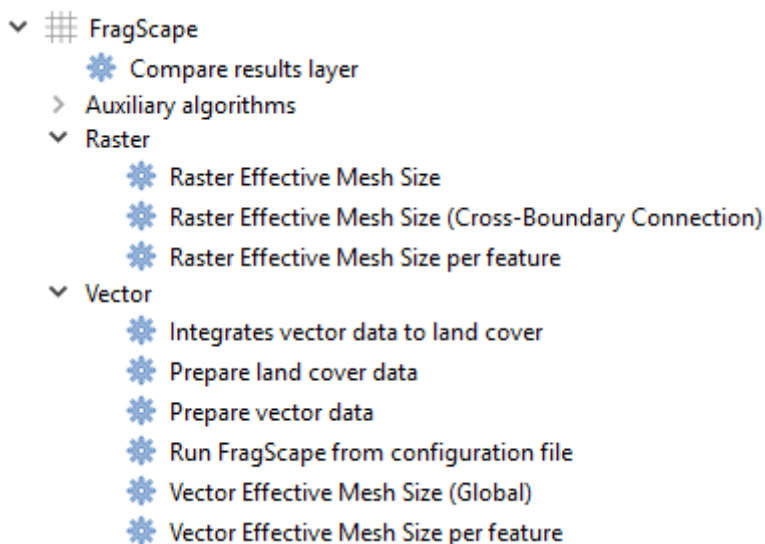 FragScape
Compare results layer
Auxiliary algorithms
Raster
Raster Effective Mesh Size
Raster Effective Mesh Size (Cross-Boundary Connection)
Raster Effective Mesh Size per feature
Vector
Integrates vector data to land cover
Prepare land cover data
Prepare vector data
Run FragScape from configuration file
Vector Effective Mesh Size (Global)
Vector Effective Mesh Size per feature